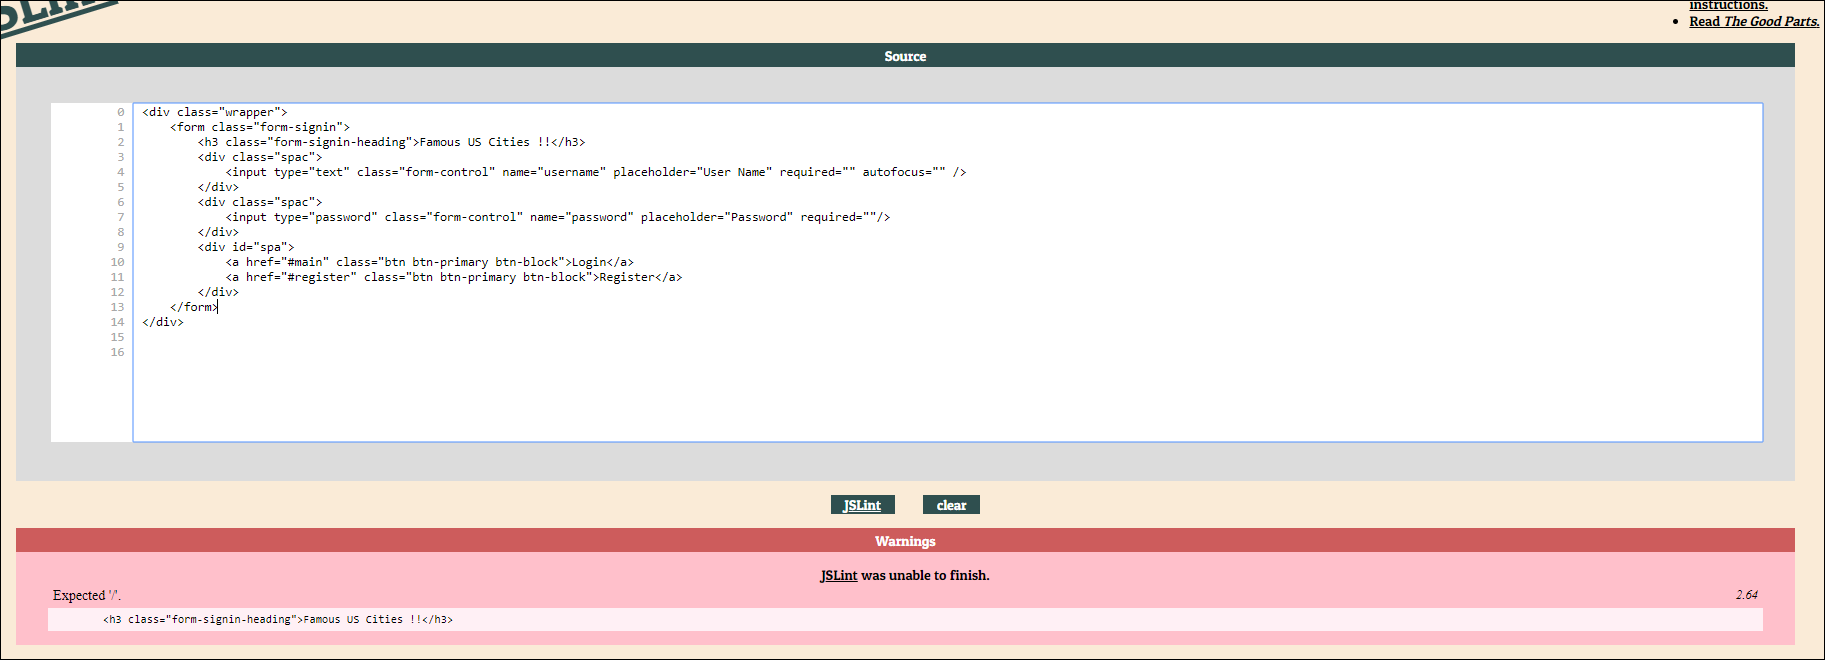 instructions.
• Read The Good Parts.
Source
0 <div class="wrapper">
1 <form class="form-signin">
2 <h3 class="form-signin-heading">Famous US Cities !!</h3>
3 <div class="spac">
4 <input type="text" class="form-control" name="username" placeholder="User Name" required="" autofocus="" />
5 </div>
6 <div class="spac">
7 <input type="password" class="form-control" name="password" placeholder="Password" required=""/>
8 </div>
9 <div id="spa">
10 <a href="#main" class="btn btn-primary btn-block">Login</a>
11 <a href="#register" class="btn btn-primary btn-block">Register</a>
12 </div>
13 </form>
14 </div>
15
16
JSLint clear
Warnings
JSLint was unable to finish.
Expected '/'. 2.64
<h3 class="form-signin-heading">Famous US Cities !!</h3>